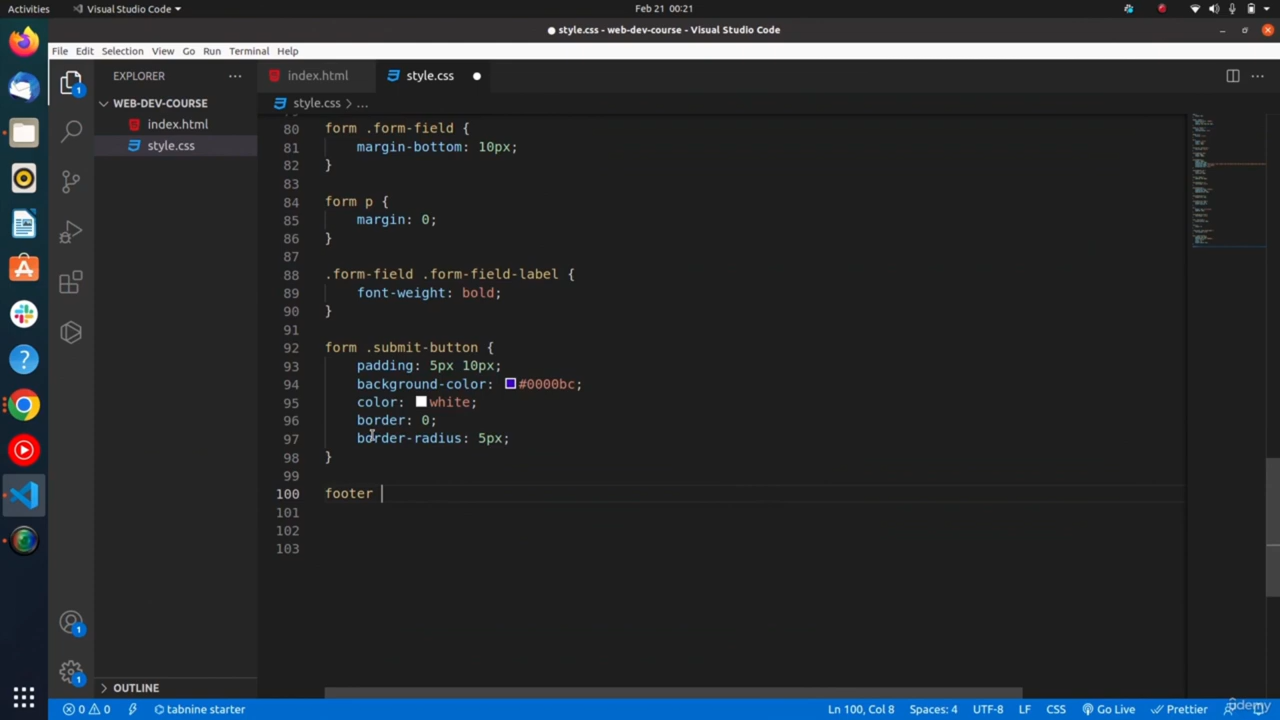 Activities
Visual Studio Code
Feb 21 00:21
style.css - web-dev-course - Visual Studio Code
File Edit Selection View Go Run Terminal Help
EXPLORER
index.html
style.css
WEB-DEV-COURSE
style.css > ...
index.html
style.css
80 form .form-field {
81 margin-bottom: 10px;
82 }
83
84 form p {
85 margin: 0;
86 }
87
88 .form-field .form-field-label {
89 font-weight: bold;
90 }
91
92 form .submit-button {
93 padding: 5px 10px;
94 background-color: #0000bc;
95 color: white;
96 border: 0;
97 border-radius: 5px;
98 }
99
100 footer
101
102
103
1
1
1
OUTLINE
0 0 tabnine starter
Ln 100, Col 8 Spaces: 4 UTF-8 LF CSS Go Live Prettier
udemy